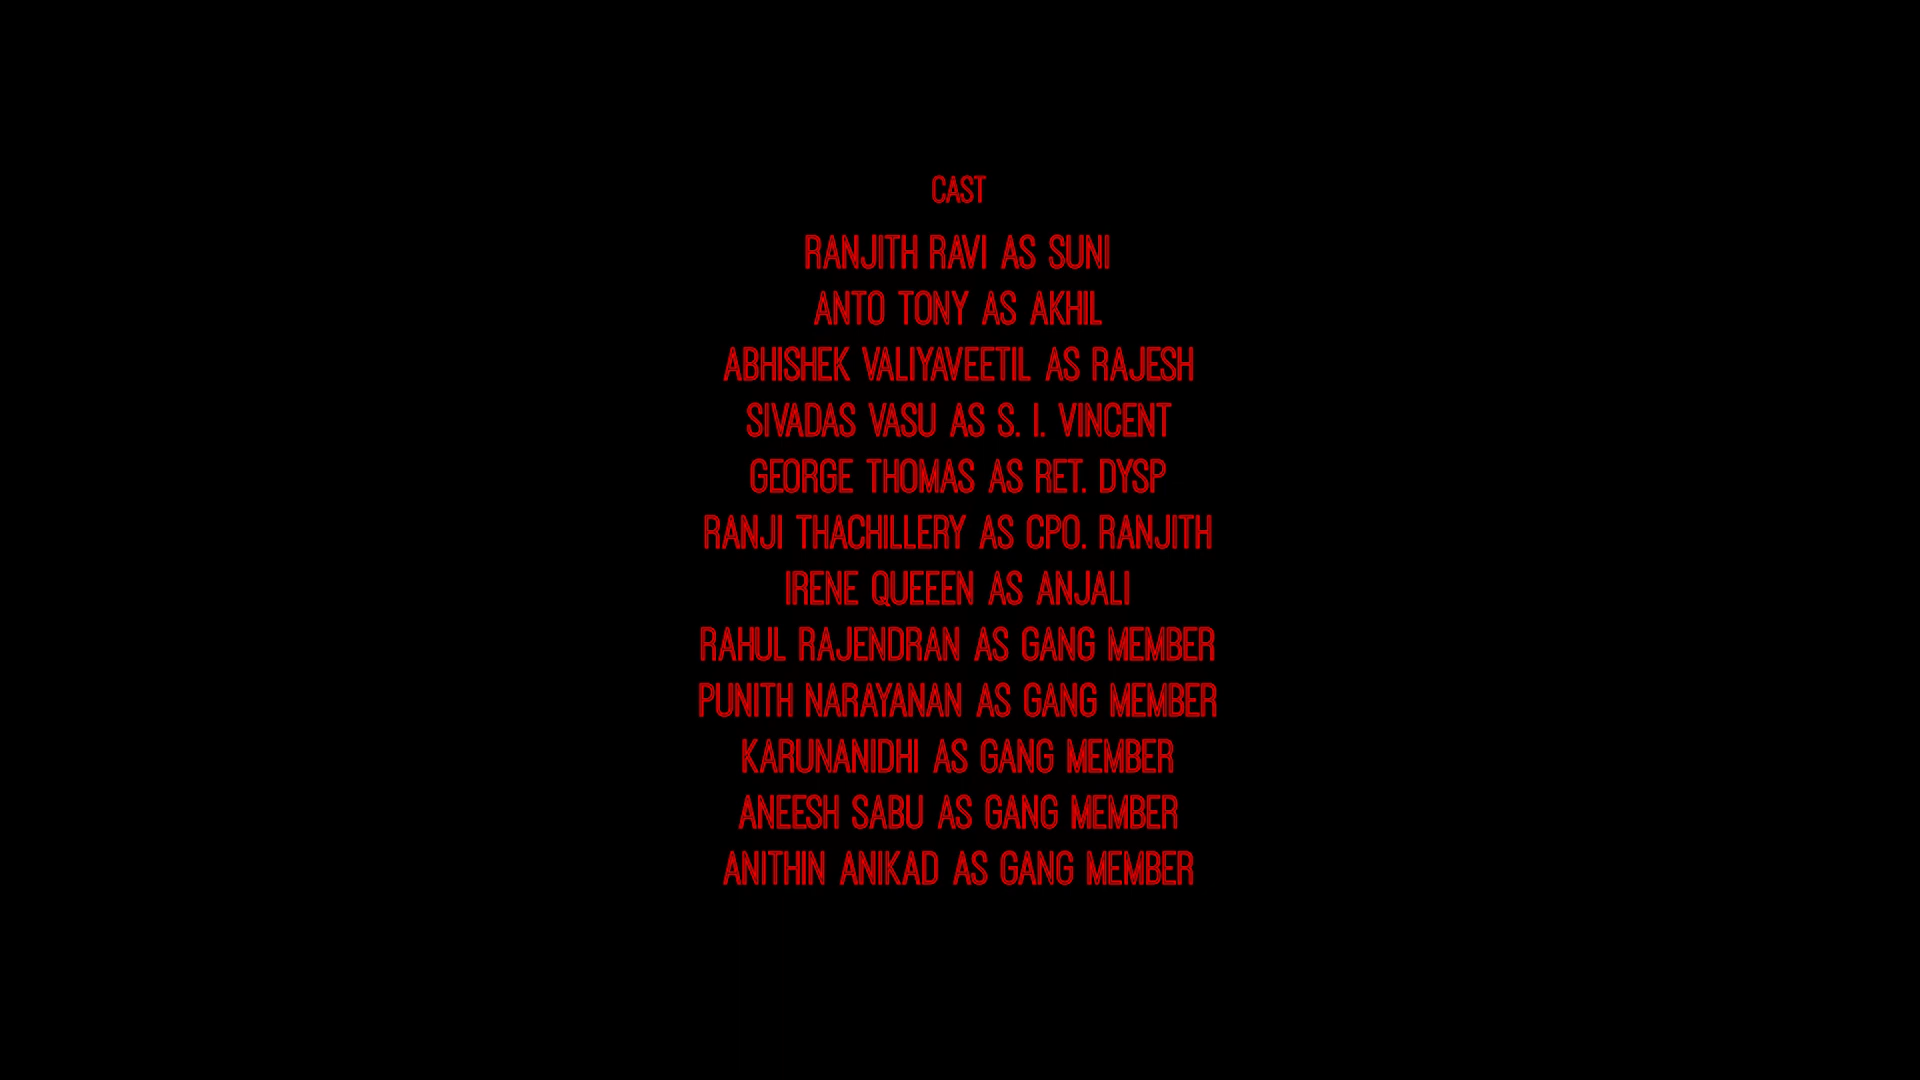 CAST
RANJITH RAVI AS SUNI
ANTO TONY AS AKHIL
ABHISHEK VALIYAVEETIL AS RAJESH
SIVADAS VASU AS S. I. VINCENT
GEORGE THOMAS AS RET. DYSP
RANJI THACHILLERY AS CPO. RANJITH
IRENE QUEEEN AS ANJALI
RAHUL RAJENDRAN AS GANG MEMBER
PUNITH NARAYANAN AS GANG MEMBER
KARUNANIDHI AS GANG MEMBER
ANEESH SABU AS GANG MEMBER
ANITHIN ANIKAD AS GANG MEMBER